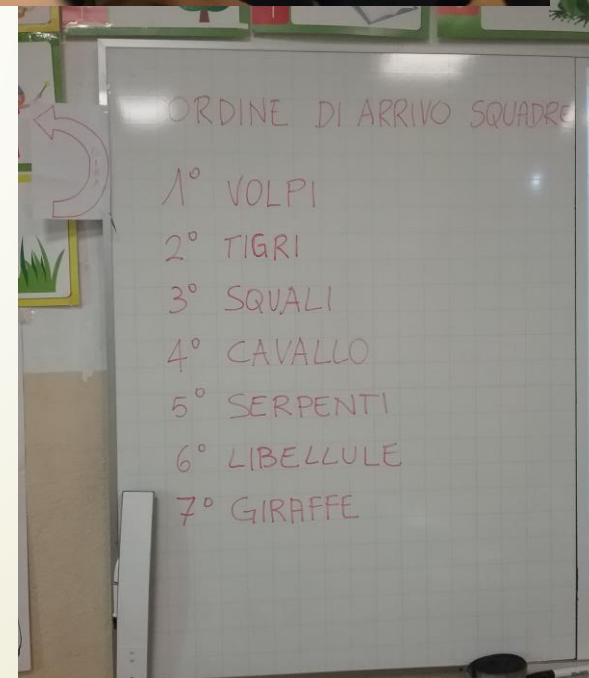 ORDINE DI ARRIVO SQUADRE
1° VOLPI
2° TIGRI
3° SQUALI
4° CAVALLO
5° SERPENTI
6° LIBELLULE
7° GIRAFFE